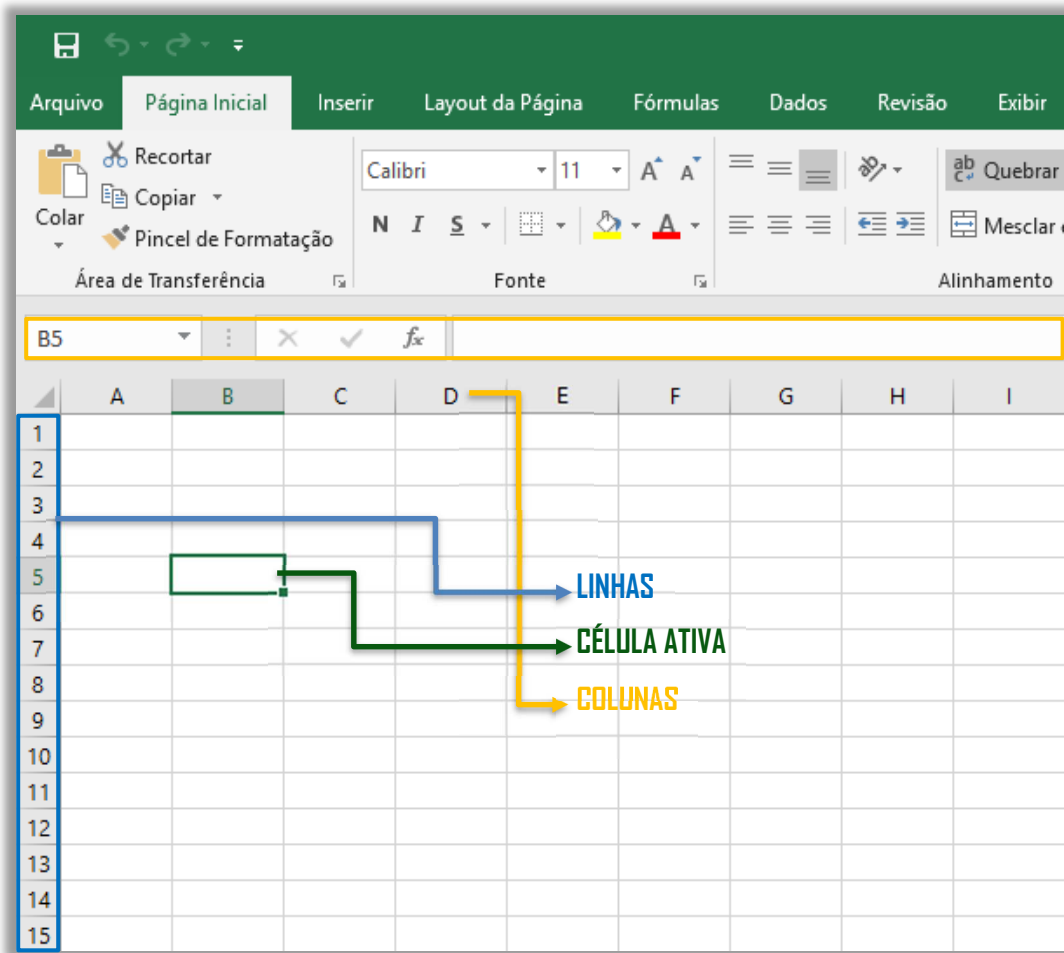 Arquivo Página Inicial Inserir Layout da Página Fórmulas Dados Revisão Exibir
Recortar
Copiar
Pincel de Formatação
Colar
Área de Transferência
Calibri 11 A A
N I S A
Fonte
ab c Quebrar
Mesclar
Alinhamento
B5 fx
A B C D E F G H I
1
2
3
4
5
6
7
8
9
10
11
12
13
14
15
LINHAS
CÉLULA ATIVA
COLUNAS